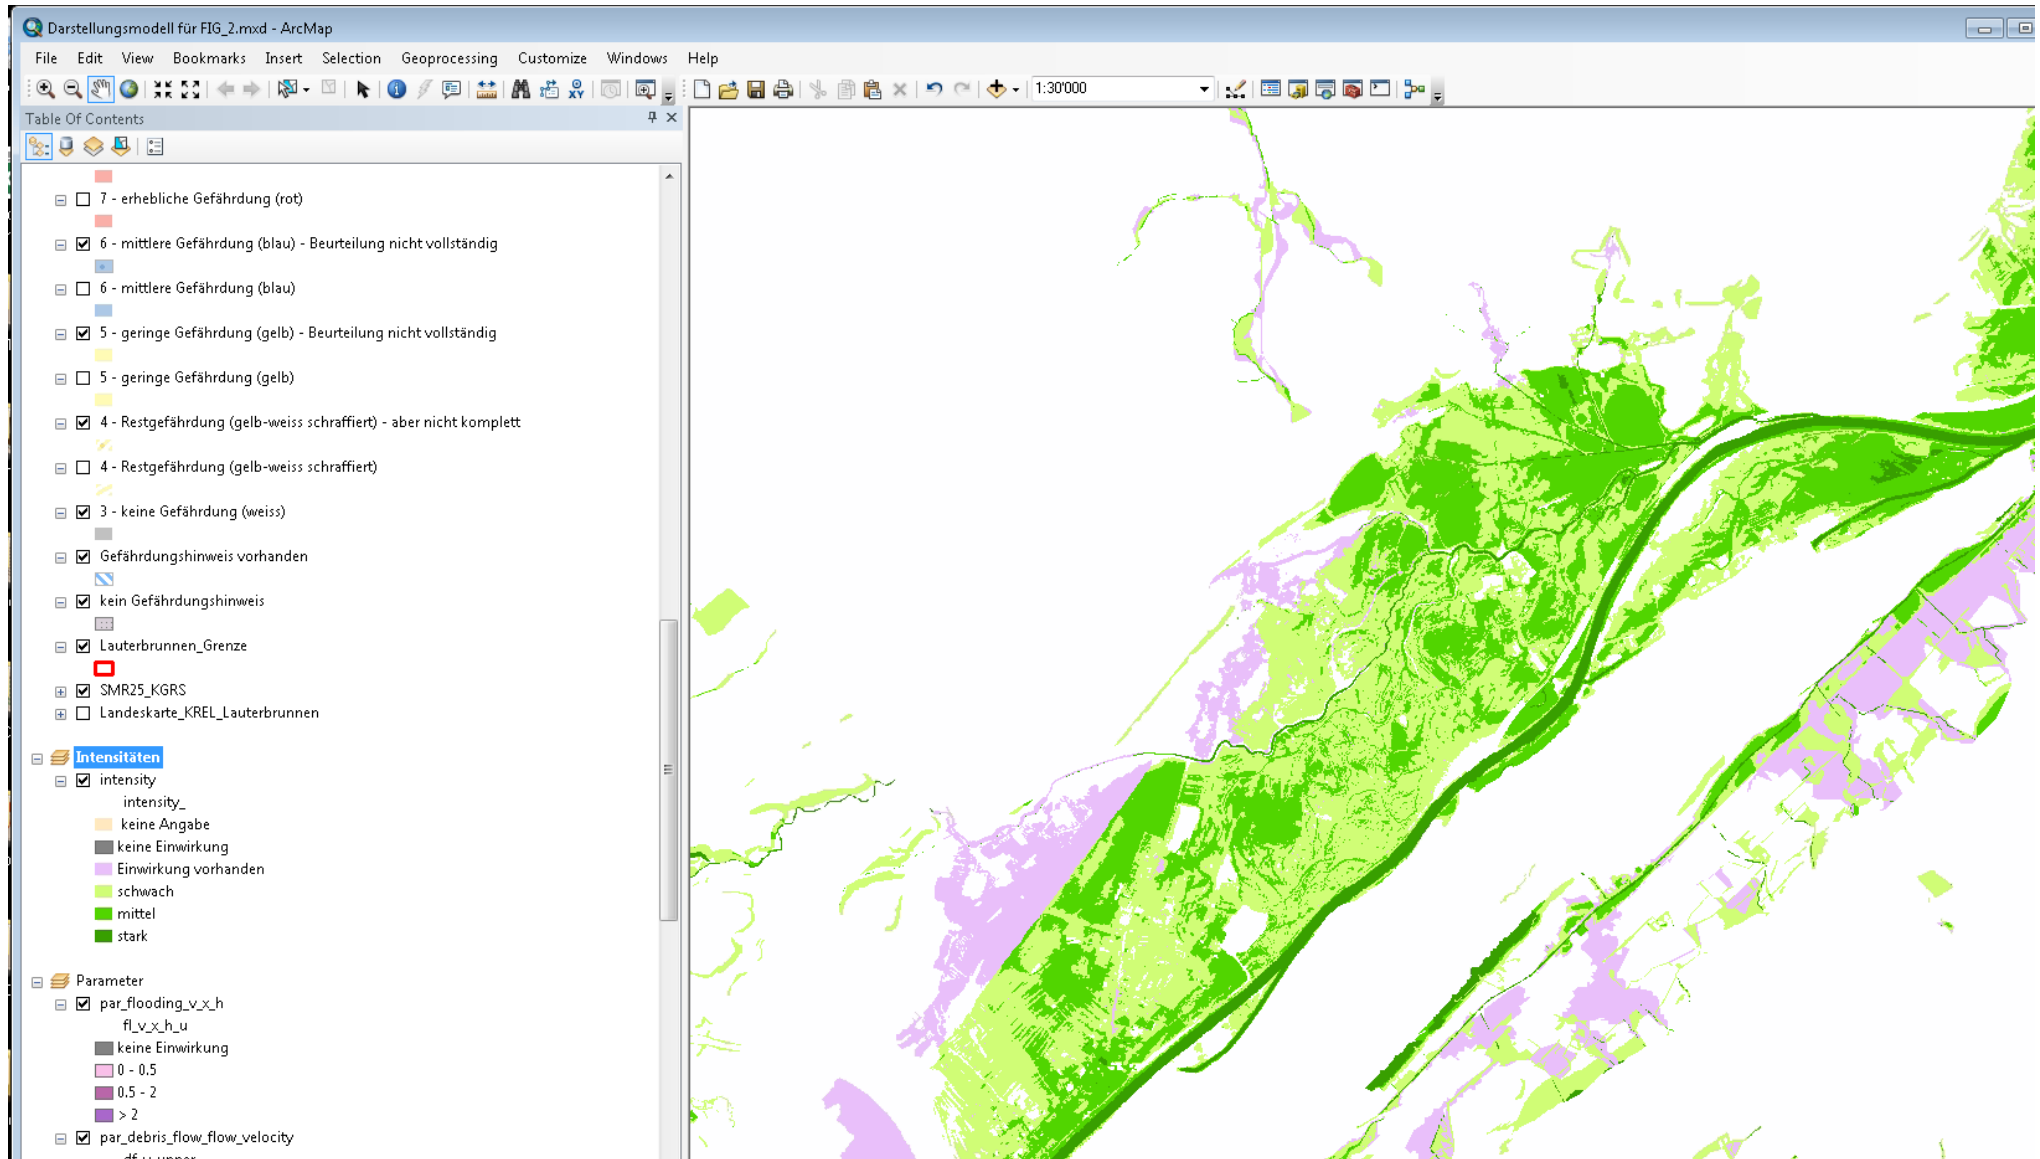 Darstellungsmodell für FIG_2.mxd - ArcMap
File Edit View Bookmarks Insert Selection Geoprocessing Customize Windows Help
1:30'000
Table Of Contents
7 - erhebliche Gefährdung (rot)
6 - mittlere Gefährdung (blau) - Beurteilung nicht vollständig
6 - mittlere Gefährdung (blau)
5 - geringe Gefährdung (gelb) - Beurteilung nicht vollständig
5 - geringe Gefährdung (gelb)
4 - Restgefährdung (gelb-weiss schraffiert) - aber nicht komplett
4 - Restgefährdung (gelb-weiss schraffiert)
3 - keine Gefährdung (weiss)
Gefährdungshinweis vorhanden
kein Gefährdungshinweis
Lauterbrunnen_Grenze
SMR25_KGRS
Landeskarte_KREL_Lauterbrunnen
Intensitäten
intensity
intensity_
keine Angabe
keine Einwirkung
Einwirkung vorhanden
schwach
mittel
stark
Parameter
par_flooding_v_x_h
fl_v_x_h_u
keine Einwirkung
0 - 0.5
0.5 - 2
> 2
par_debris_flow_flow_velocity